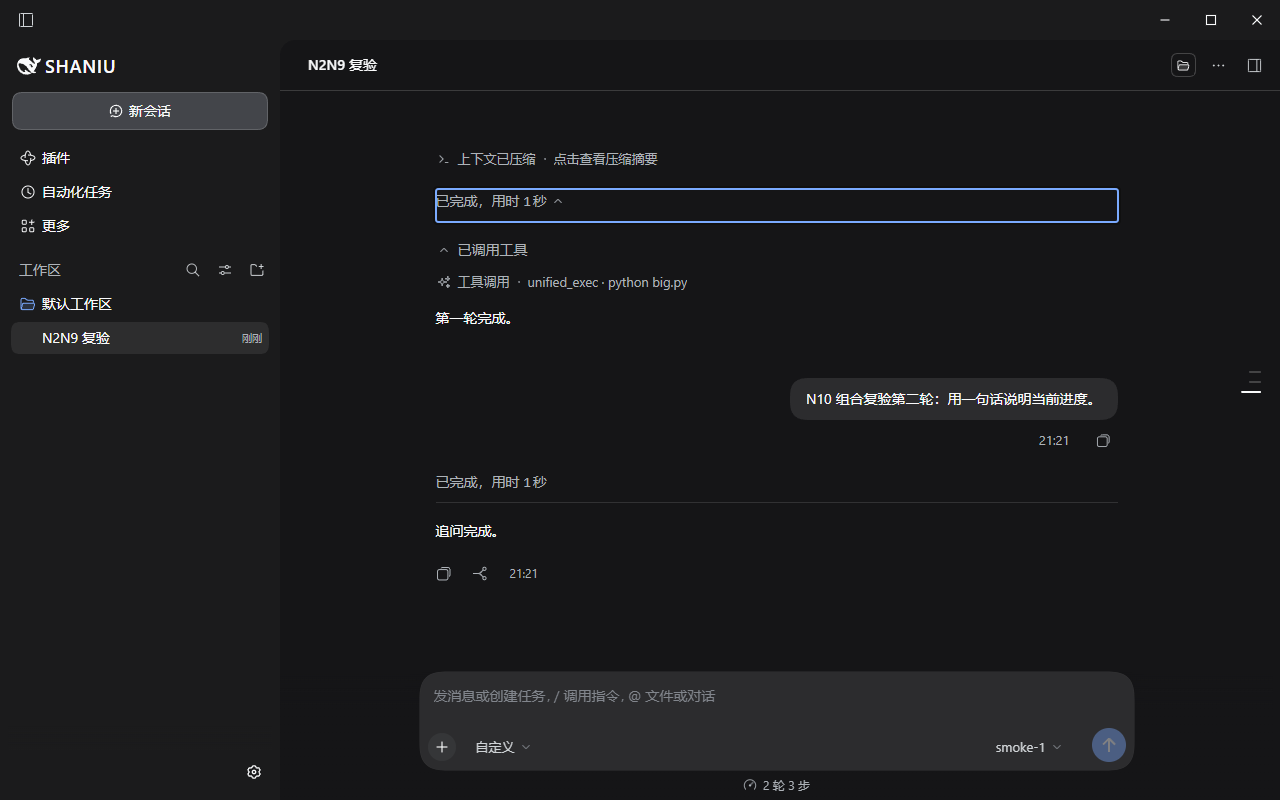 SHANIU
新会话
插件
自动化任务
更多
工作区
默认工作区
N2N9 复验 刚刚
N2N9 复验
上下文已压缩 · 点击查看压缩摘要
已完成，用时 1 秒
已调用工具
工具调用 · unified_exec · python big.py
第一轮完成。
N10 组合复验第二轮：用一句话说明当前进度。
21:21
已完成，用时 1 秒
追问完成。
21:21
发消息或创建任务, / 调用指令, @ 文件或对话
自定义
smoke-1
2 轮 3 步